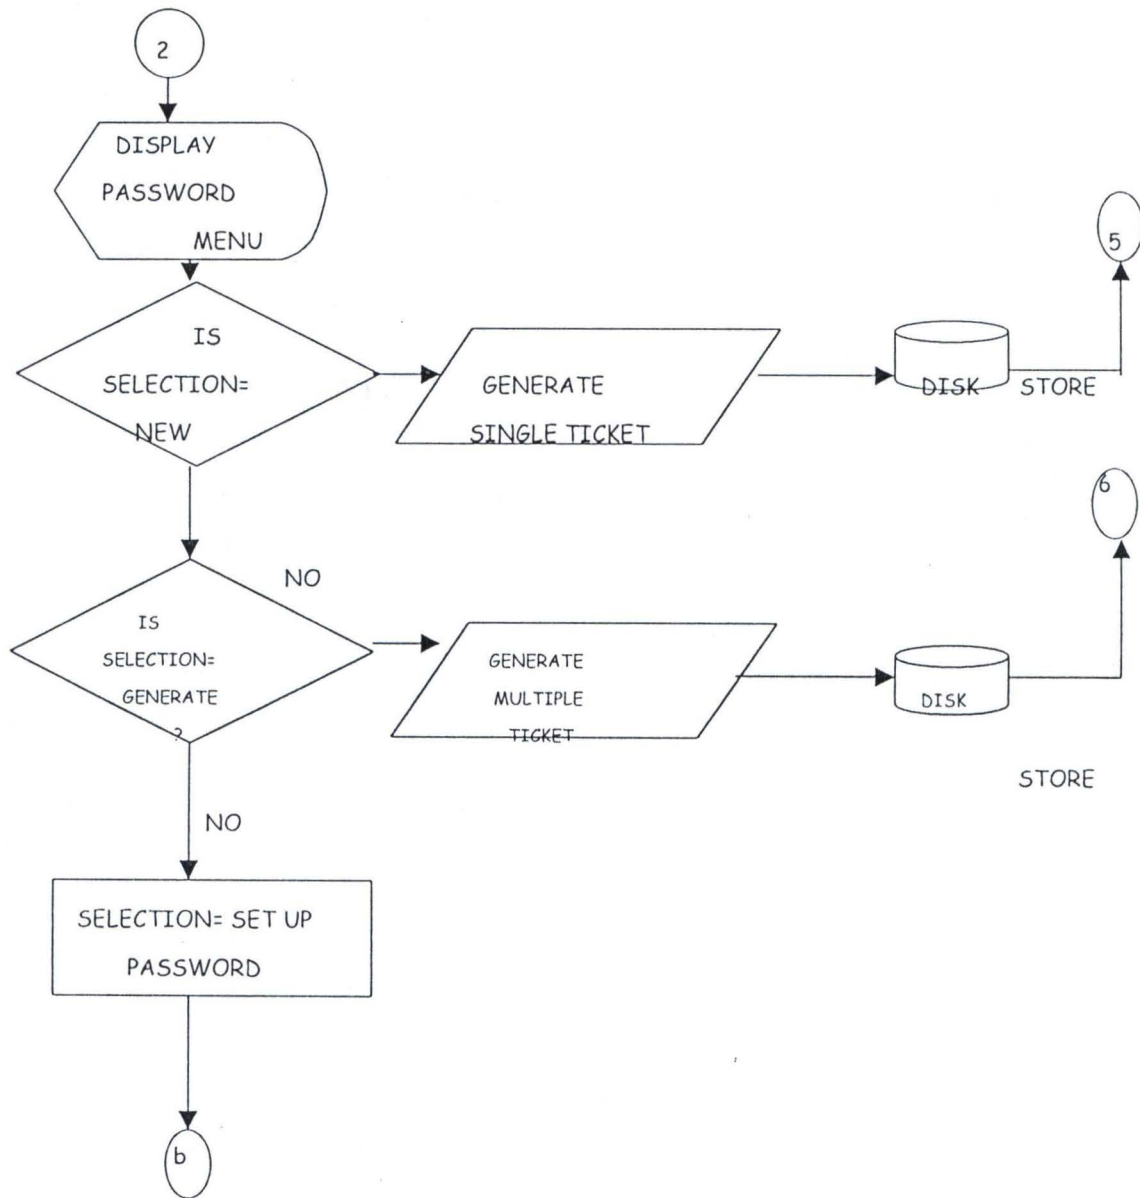 2
DISPLAY
PASSWORD
MENU
5
IS
SELECTION=
NEW
GENERATE
SINGLE TICKET
DISK STORE
6
NO
IS
SELECTION=
GENERATE
?
GENERATE
MULTIPLE
TICKET
DISK
STORE
NO
SELECTION= SET UP
PASSWORD
b